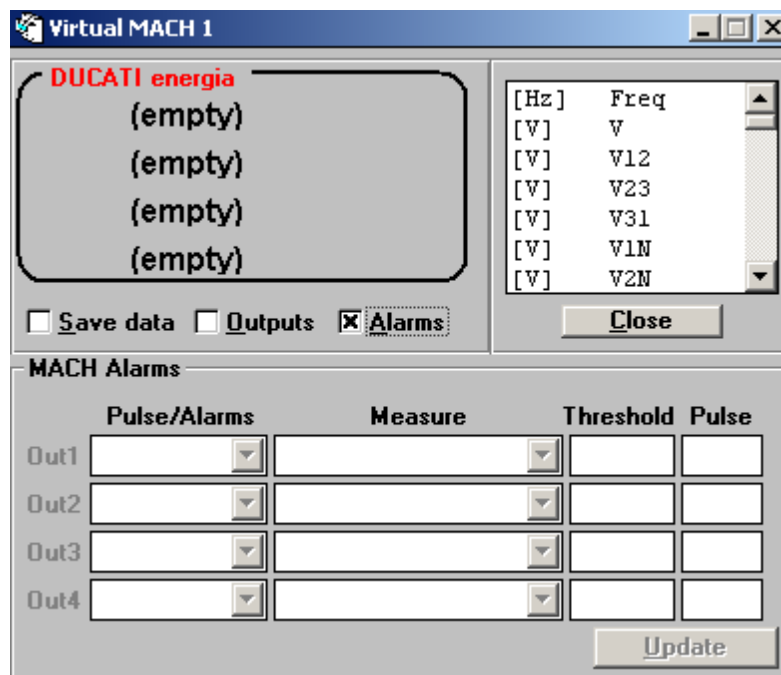 Virtual MACH 1
DUCATI energia
(empty)
(empty)
(empty)
(empty)
Save data Outputs Alarms
[Hz] Freq
[V] V
[V] V12
[V] V23
[V] V31
[V] V1N
[V] V2N
Close
MACH Alarms
Pulse/Alarms Measure Threshold Pulse
Out1
Out2
Out3
Out4
Update